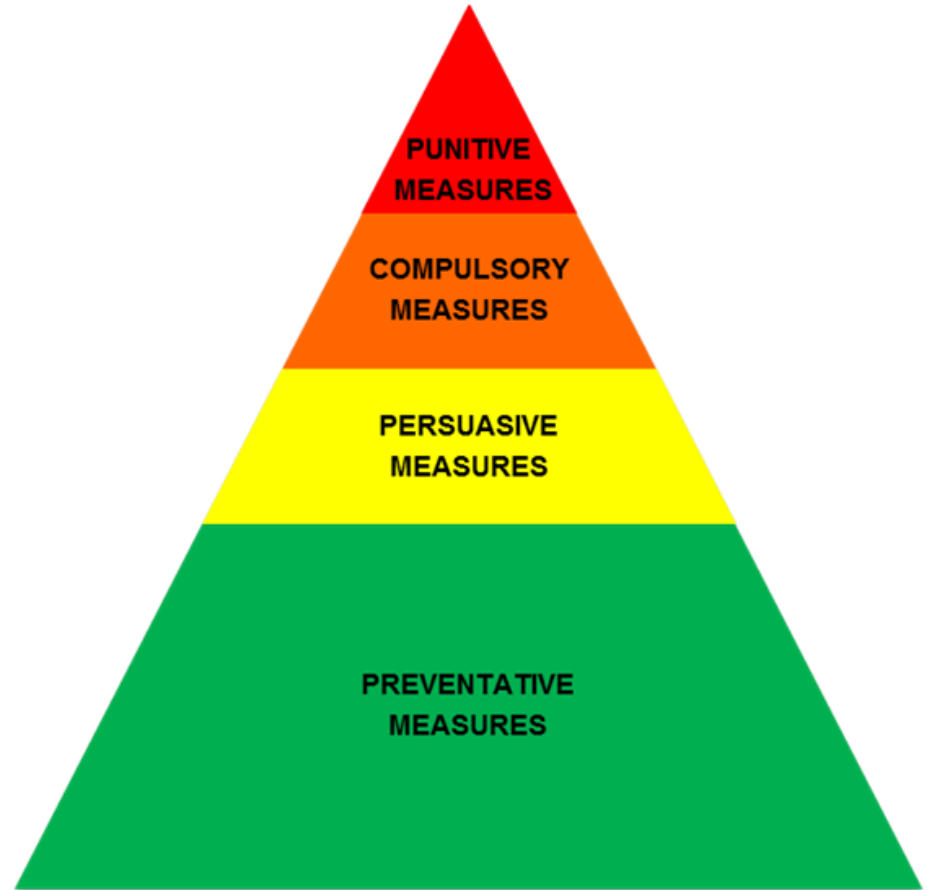 PUNITIVE
MEASURES
COMPULSORY
MEASURES
PERSUASIVE
MEASURES
PREVENTATIVE
MEASURES